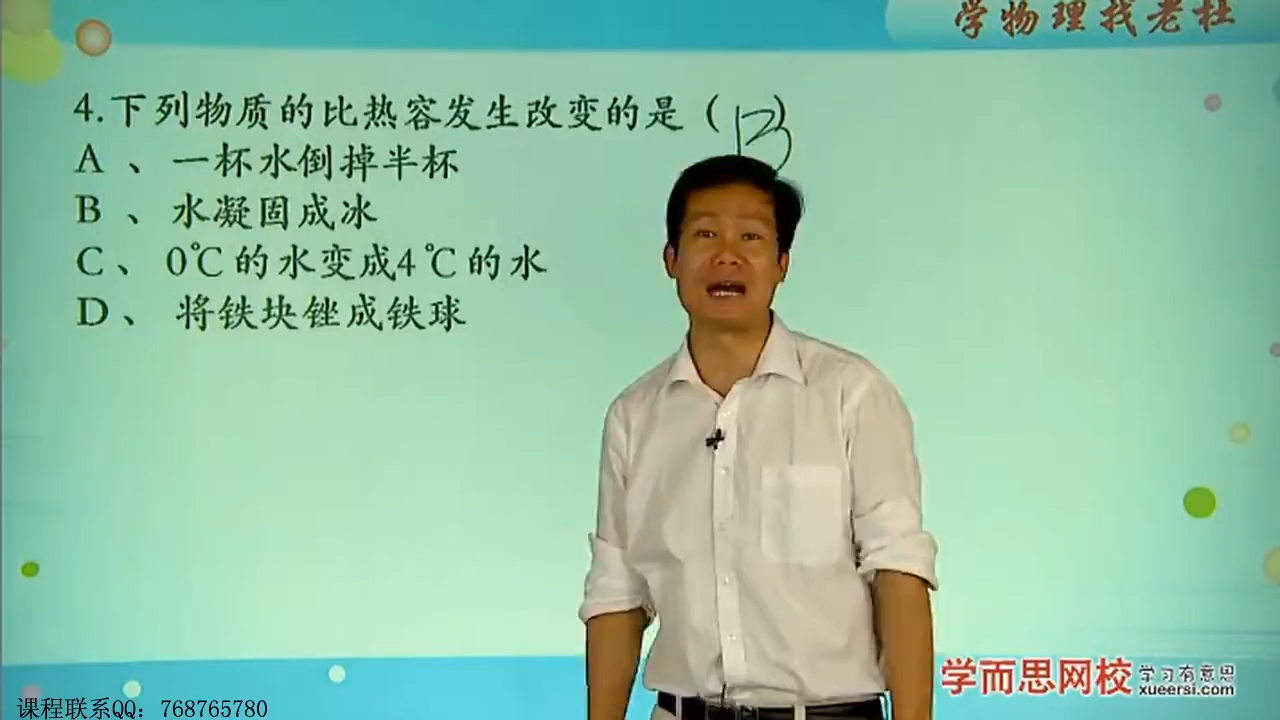 学物理找老杜
4.下列物质的比热容发生改变的是（B）
A 、一杯水倒掉半杯
B 、水凝固成冰
C、 0℃的水变成4℃的水
D、 将铁块锉成铁球
学而思网校 学习有意思
xueersi.com
课程联系QQ：768765780